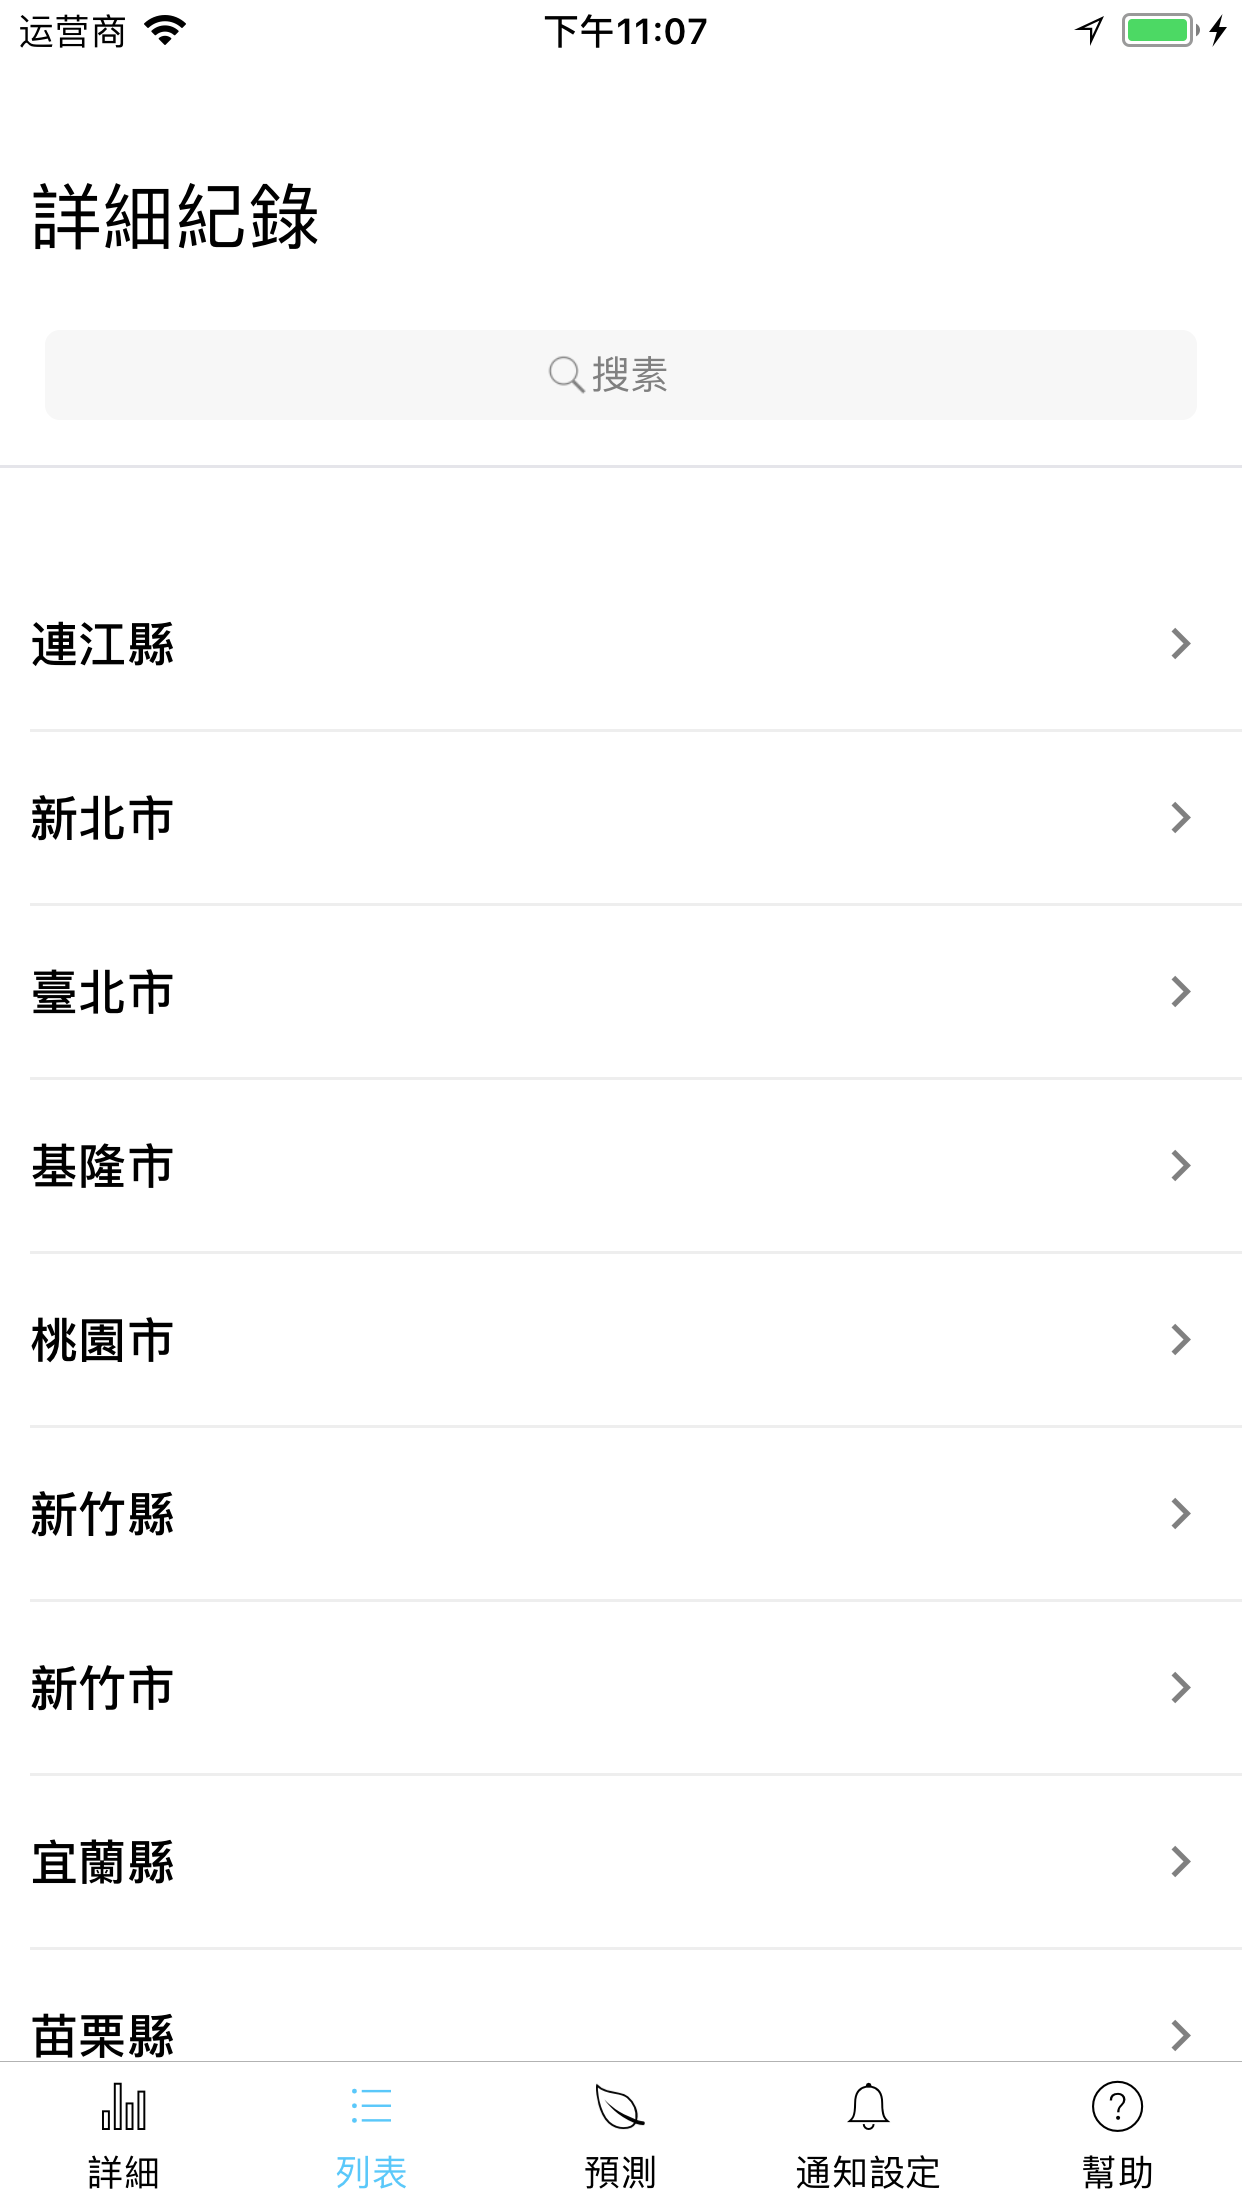 运营商 下午11:07
詳細紀錄
搜素
連江縣
新北市
臺北市
基隆市
桃園市
新竹縣
新竹市
宜蘭縣
苗栗縣
詳細 列表 預測 通知設定 幫助